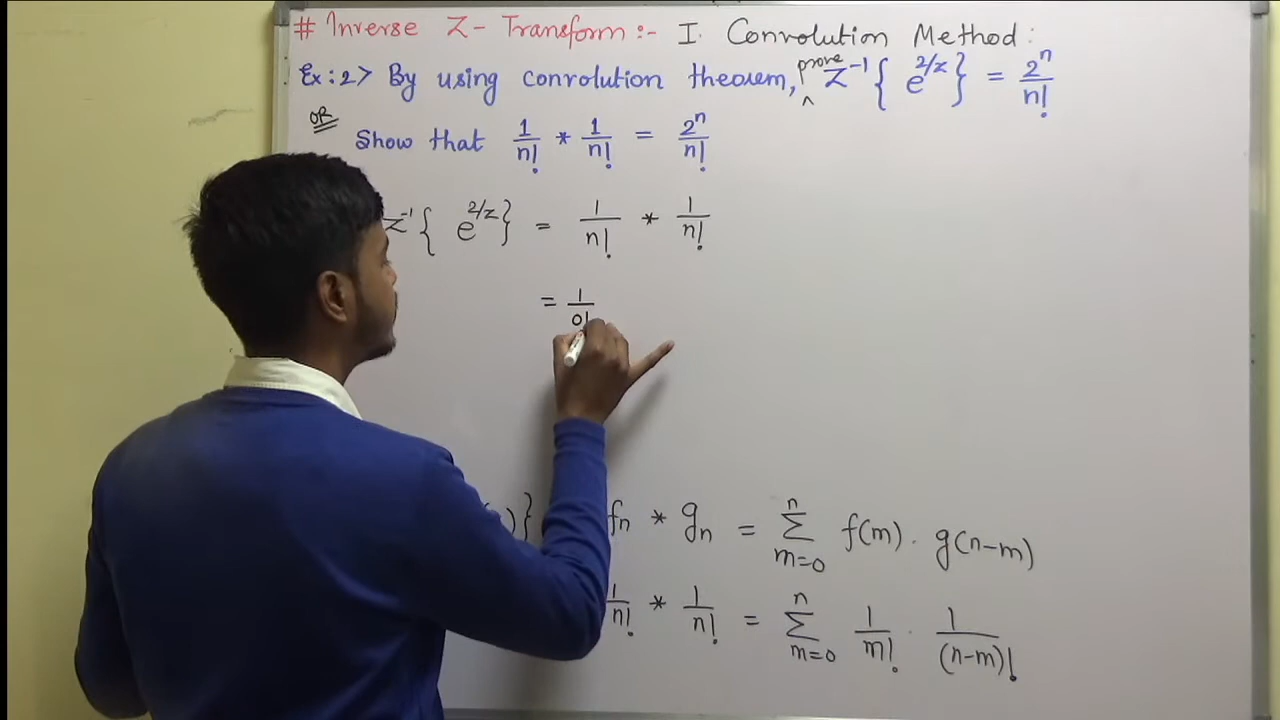 # Inverse Z- Transform:- I. Convolution Method:
Ex:2> By using convolution theorem, prove Z⁻¹{ e^(2/z) } = 2ⁿ/n!
OR
Show that 1/n! * 1/n! = 2ⁿ/n!
Z⁻¹{ e^(2/z) } = 1/n! * 1/n!
= 1/0!
)} fn * gn = Σ_(m=0)^n f(m). g(n-m)
1/n! * 1/n! = Σ_(m=0)^n 1/m! . 1/(n-m)!